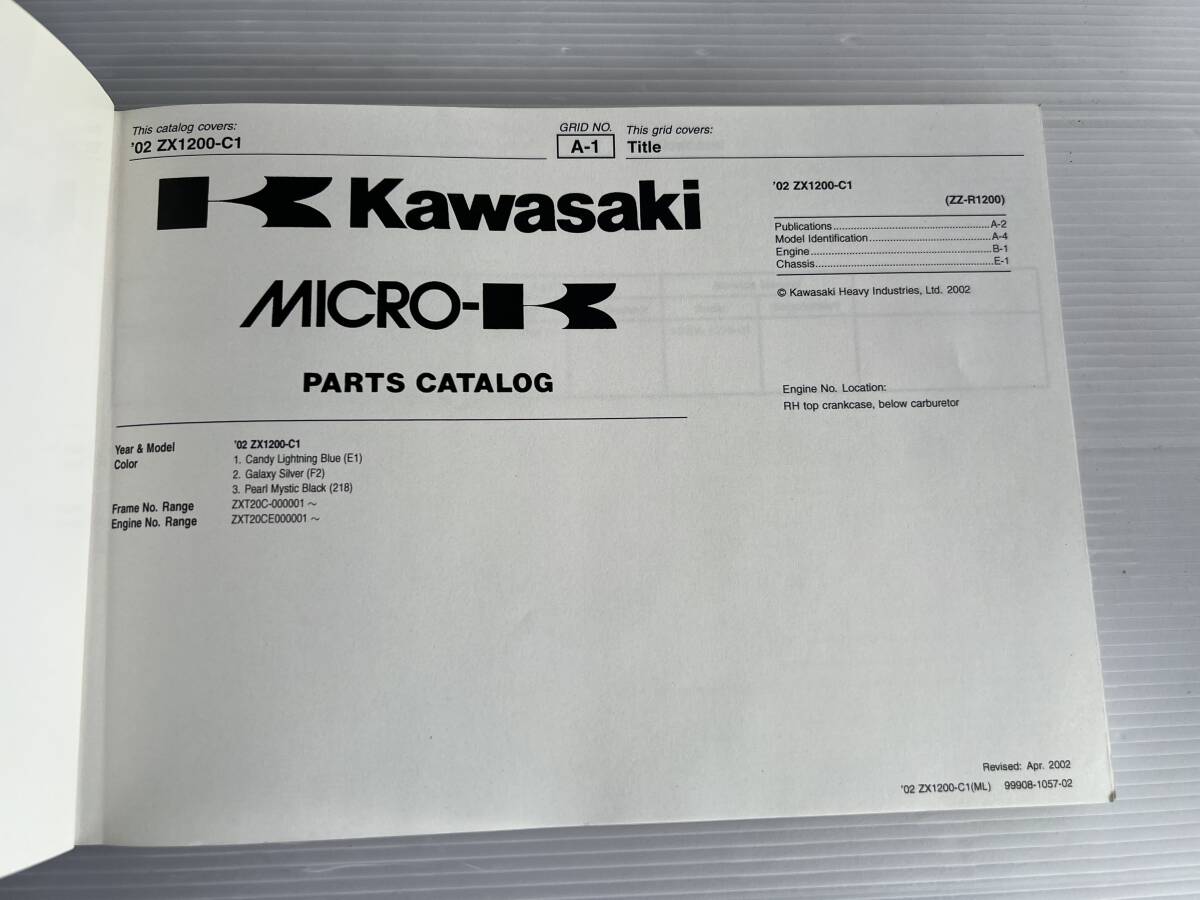 This catalog covers:
'02 ZX1200-C1
GRID NO.
A-1
This grid covers:
Title
Kawasaki
MICRO-K
PARTS CATALOG
'02 ZX1200-C1
(ZZ-R1200)
Publications........................................A-2
Model Identification...............................A-4
Engine..............................................B-1
Chassis.............................................E-1
© Kawasaki Heavy Industries, Ltd. 2002
Engine No. Location:
RH top crankcase, below carburetor
Year & Model '02 ZX1200-C1
Color 1. Candy Lightning Blue (E1)
2. Galaxy Silver (F2)
3. Pearl Mystic Black (218)
Frame No. Range ZXT20C-000001 ~
Engine No. Range ZXT20CE000001 ~
Revised: Apr. 2002
'02 ZX1200-C1(ML) 99908-1057-02